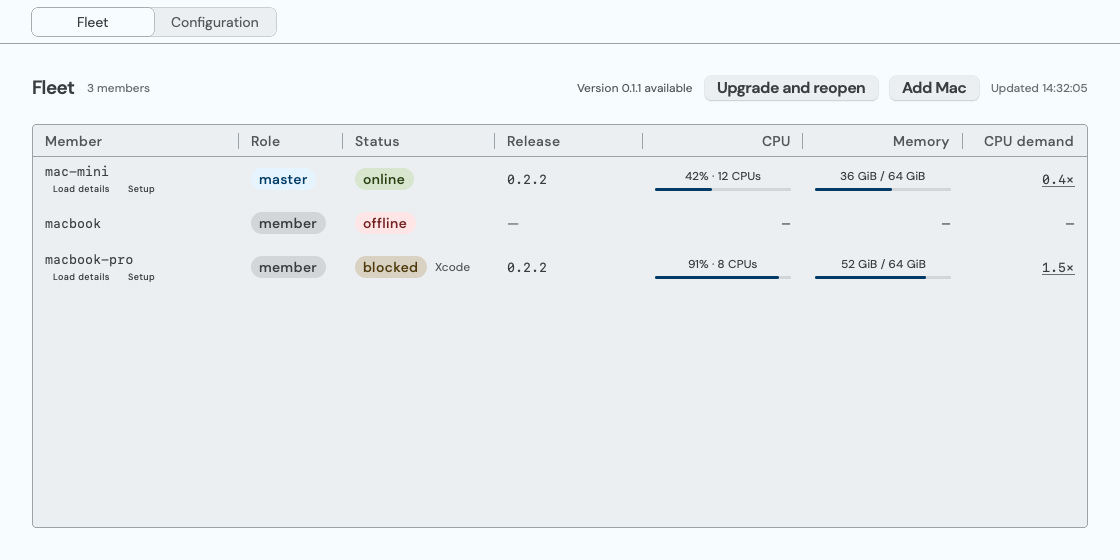 Fleet Configuration
Fleet 3 members Version 0.1.1 available Upgrade and reopen Add Mac Updated 14:32:05
Member Role Status Release CPU Memory CPU demand
mac-mini master online 0.2.2 42% · 12 CPUs 36 GiB / 64 GiB 0.4×
Load details Setup
macbook member offline — — — —
macbook-pro member blocked Xcode 0.2.2 91% · 8 CPUs 52 GiB / 64 GiB 1.5×
Load details Setup